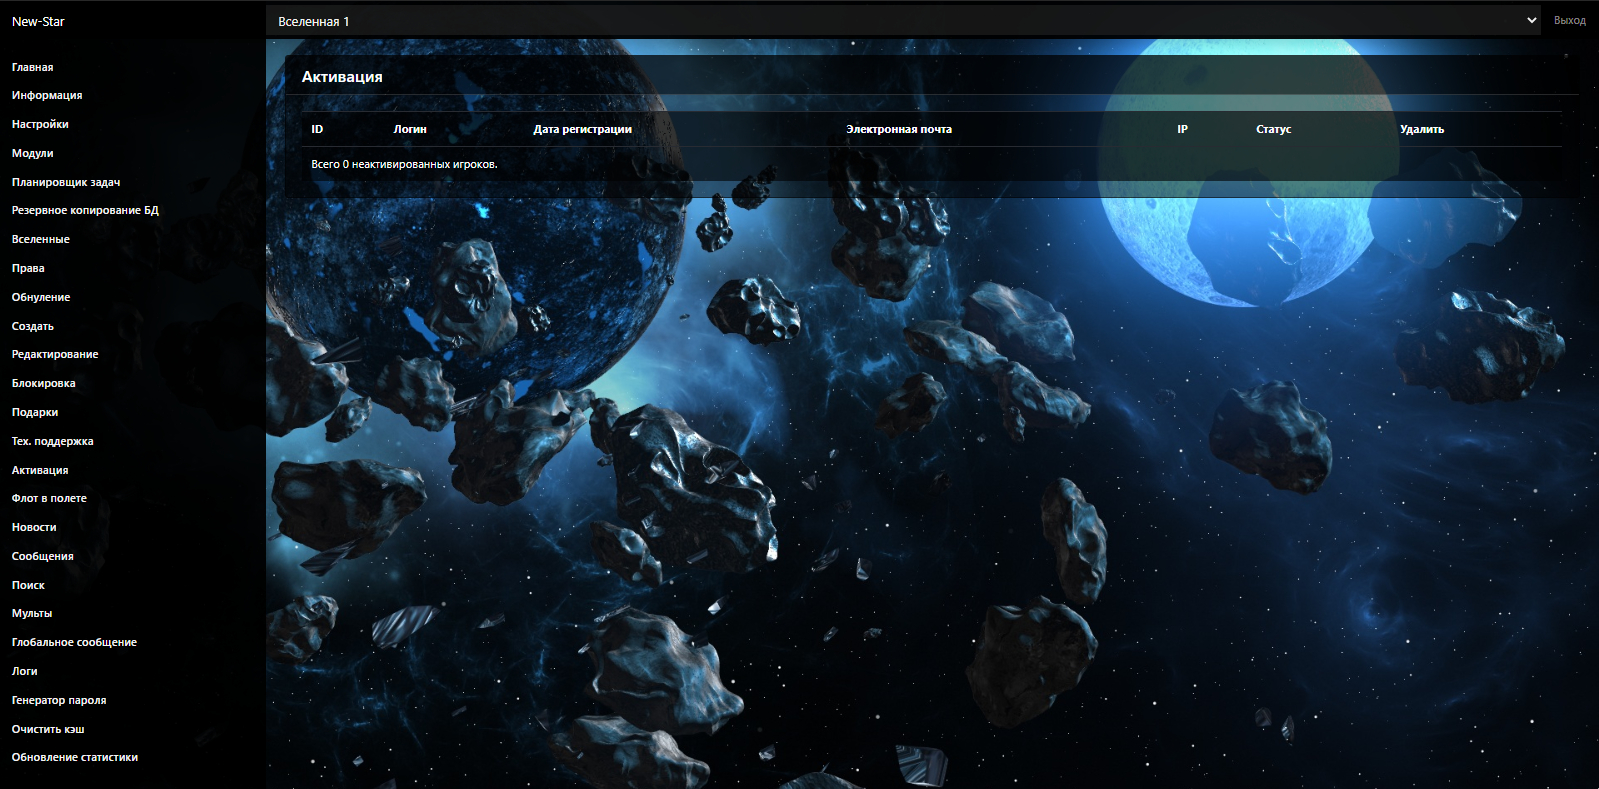 New-Star
Вселенная 1
Выход
Главная
Информация
Настройки
Модули
Планировщик задач
Резервное копирование БД
Вселенные
Права
Обнуление
Создать
Редактирование
Блокировка
Подарки
Тех. поддержка
Активация
Флот в полете
Новости
Сообщения
Поиск
Мульты
Глобальное сообщение
Логи
Генератор пароля
Очистить кэш
Обновление статистики
Активация
ID Логин Дата регистрации Электронная почта IP Статус Удалить
Всего 0 неактивированных игроков.